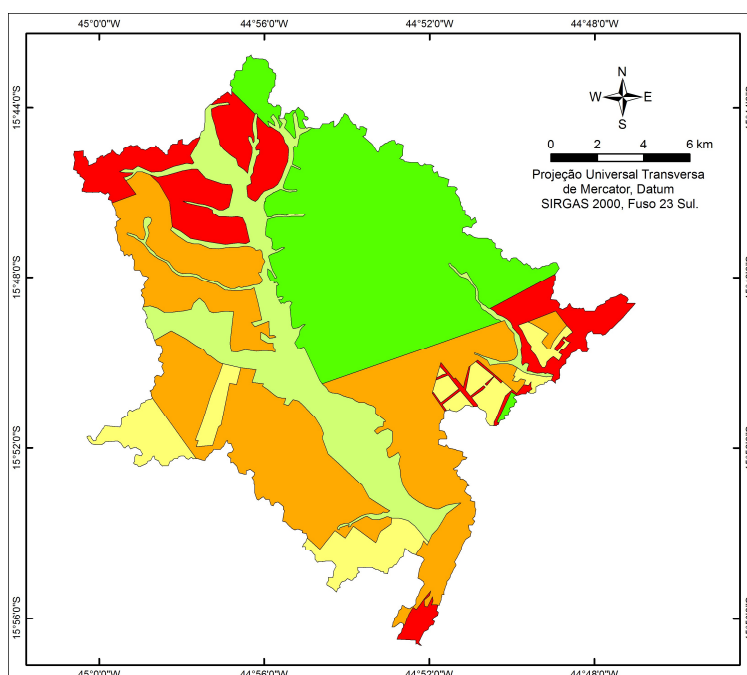 45°0'0"W 44°56'0"W 44°52'0"W 44°48'0"W
15°44'0"S
N
W E
S
0 2 4 6 km
Projeção Universal Transversa
de Mercator, Datum
SIRGAS 2000, Fuso 23 Sul.
15°48'0"S
15°52'0"S
15°56'0"S
45°0'0"W 44°56'0"W 44°52'0"W 44°48'0"W